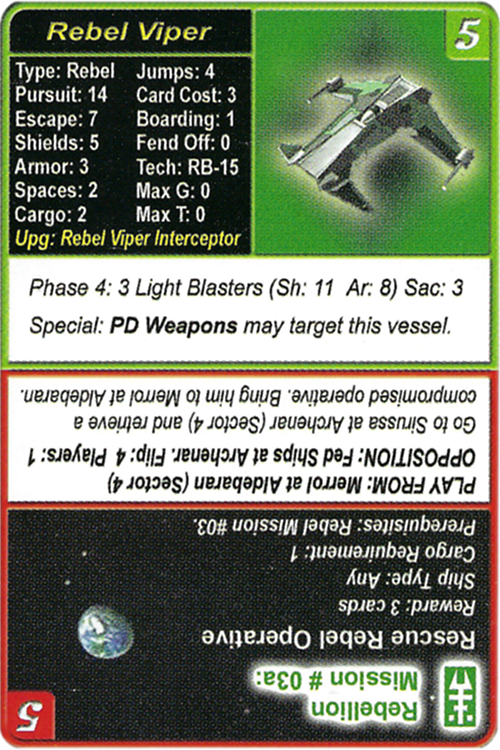 Rebel Viper
5
Type: Rebel Jumps: 4
Pursuit: 14 Card Cost: 3
Escape: 7 Boarding: 1
Shields: 5 Fend Off: 0
Armor: 3 Tech: RB-15
Spaces: 2 Max G: 0
Cargo: 2 Max T: 0
Upg: Rebel Viper Interceptor
Phase 4: 3 Light Blasters (Sh: 11 Ar: 8) Sac: 3
Special: PD Weapons may target this vessel.
5
Rebellion
Mission # 03a:
Rescue Rebel Operative
Reward: 3 cards
Ship Type: Any
Cargo Requirement: 1
Prerequisites: Rebel Mission #03.
PLAY FROM: Merrol at Aldebaran (Sector 4)
OPPOSITION: Fed Ships at Archenar. Flip: 4 Players: 1
Go to Sirussa at Archenar (Sector 4) and retrieve a
compromised operative. Bring him to Merrol at Aldebaran.